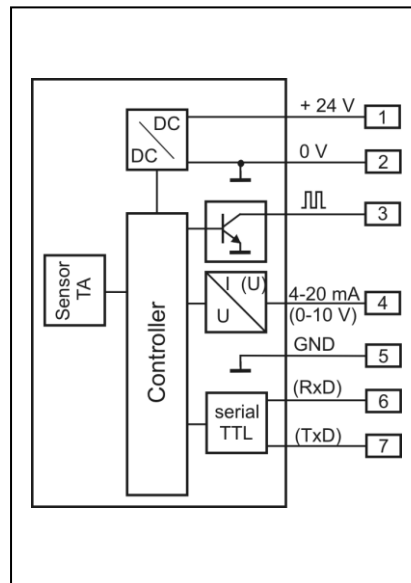 DC
DC
+ 24 V
1
0 V
2
3
Sensor
TA
Controller
I (U)
U
4-20 mA
(0-10 V)
4
GND
5
serial
TTL
(RxD)
6
(TxD)
7